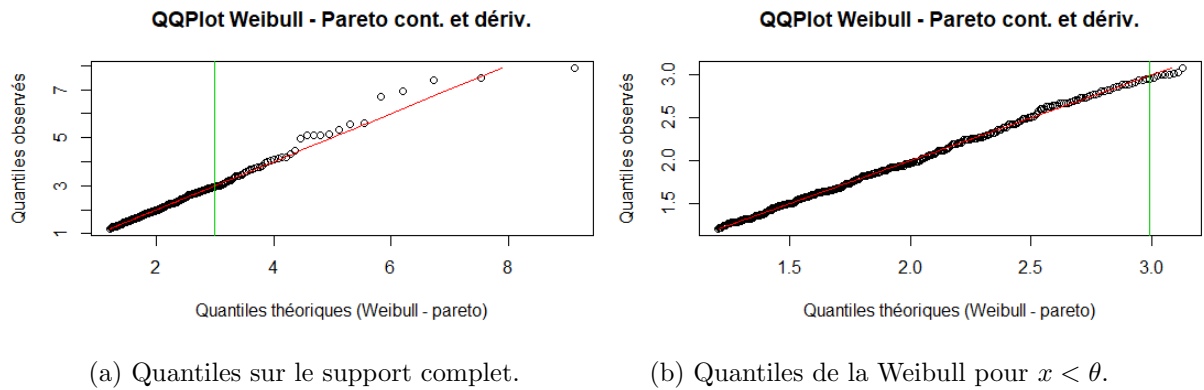 QQPlot Weibull - Pareto cont. et dériv.
Quantiles observés
1
3
5
7
2
4
6
8
Quantiles théoriques (Weibull - pareto)
(a) Quantiles sur le support complet.
QQPlot Weibull - Pareto cont. et dériv.
Quantiles observés
1.5
2.0
2.5
3.0
1.5
2.0
2.5
3.0
Quantiles théoriques (Weibull - pareto)
(b) Quantiles de la Weibull pour x < θ.